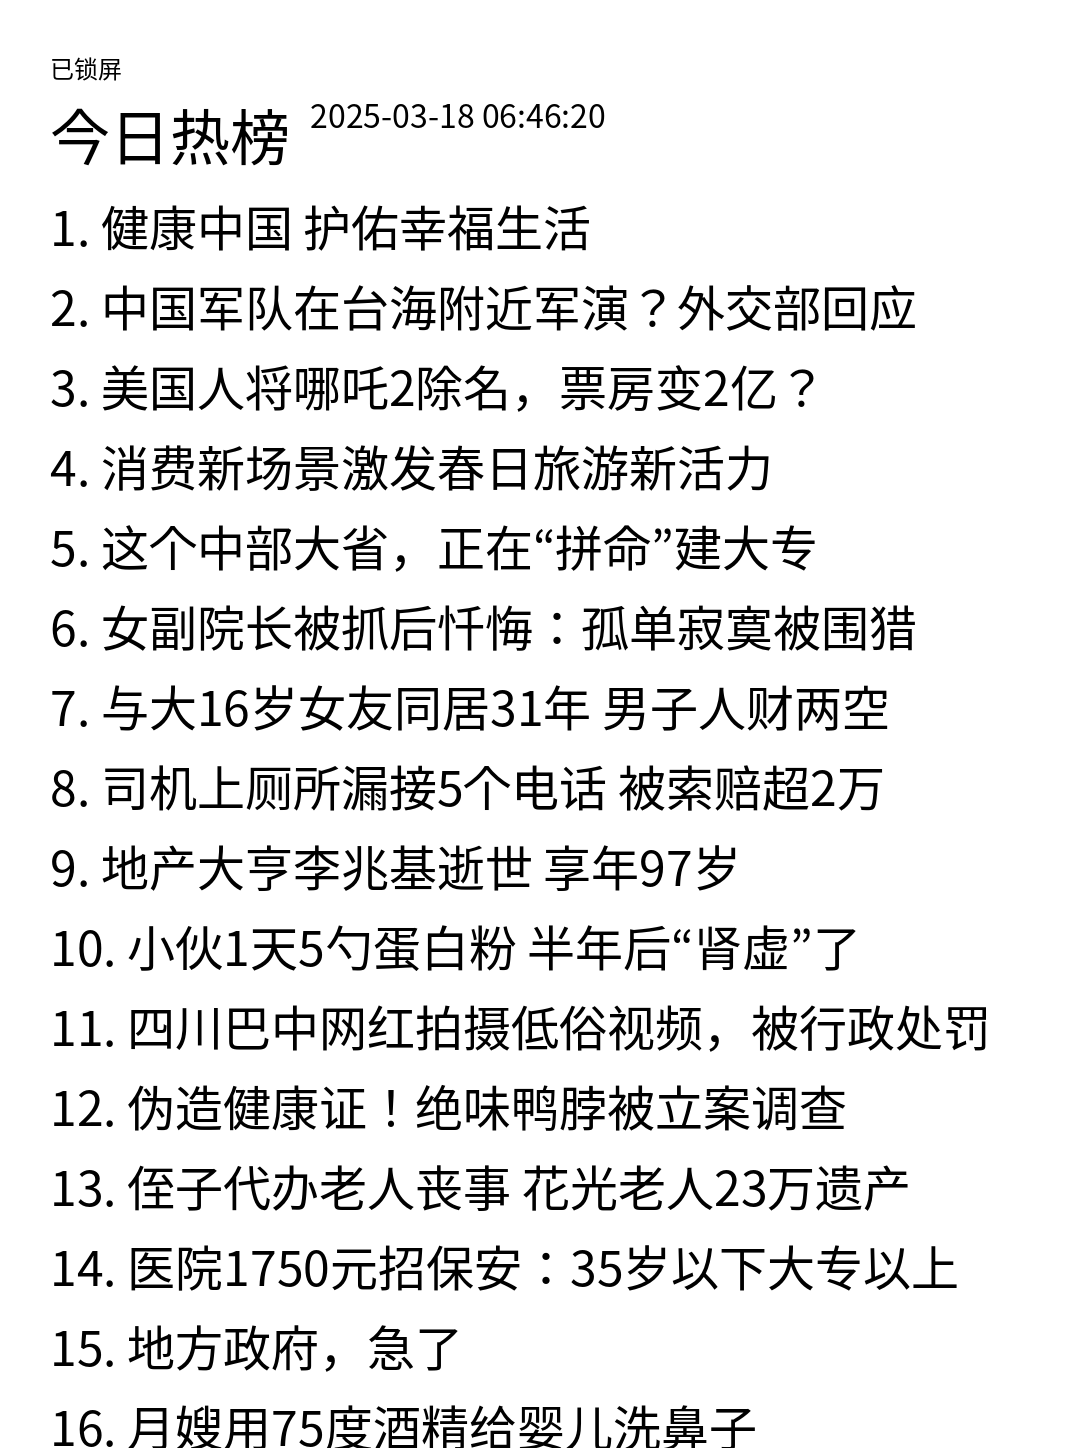 已锁屏
今日热榜 2025-03-18 06:46:20
1. 健康中国 护佑幸福生活
2. 中国军队在台海附近军演？外交部回应
3. 美国人将哪吒2除名，票房变2亿？
4. 消费新场景激发春日旅游新活力
5. 这个中部大省，正在“拼命”建大专
6. 女副院长被抓后忏悔：孤单寂寞被围猎
7. 与大16岁女友同居31年 男子人财两空
8. 司机上厕所漏接5个电话 被索赔超2万
9. 地产大亨李兆基逝世 享年97岁
10. 小伙1天5勺蛋白粉 半年后“肾虚”了
11. 四川巴中网红拍摄低俗视频，被行政处罚
12. 伪造健康证！绝味鸭脖被立案调查
13. 侄子代办老人丧事 花光老人23万遗产
14. 医院1750元招保安：35岁以下大专以上
15. 地方政府，急了
16. 月嫂用75度酒精给婴儿洗鼻子